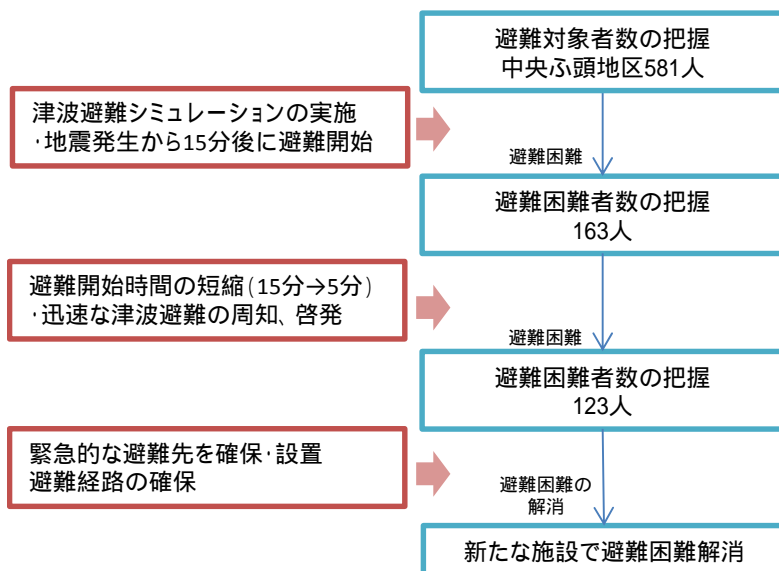 避難対象者数の把握
中央ふ頭地区581人
津波避難シミュレーションの実施
・地震発生から15分後に避難開始
避難困難
避難困難者数の把握
163人
避難開始時間の短縮(15分→5分)
・迅速な津波避難の周知、啓発
避難困難
避難困難者数の把握
123人
緊急的な避難先を確保・設置
避難経路の確保
避難困難の
解消
新たな施設で避難困難解消